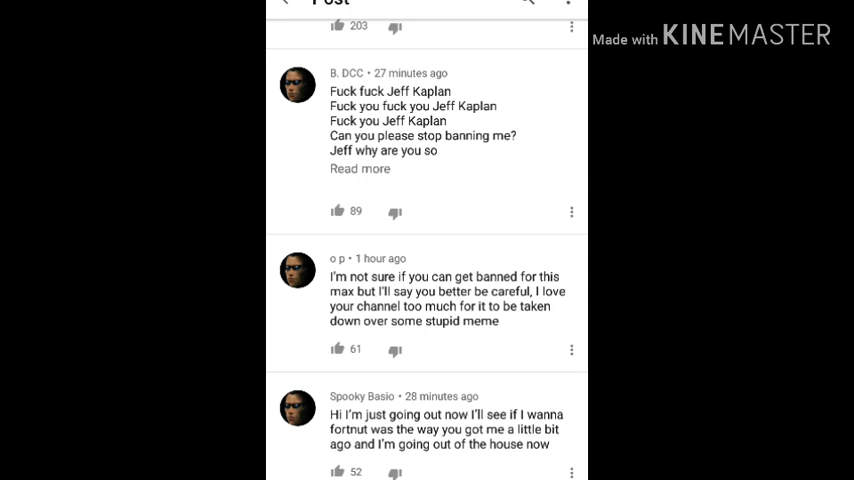 Post
203
Made with KINEMASTER
B. DCC • 27 minutes ago
Fuck fuck Jeff Kaplan
Fuck you fuck you Jeff Kaplan
Fuck you Jeff Kaplan
Can you please stop banning me?
Jeff why are you so
Read more
89
o p • 1 hour ago
I'm not sure if you can get banned for this
max but I'll say you better be careful, I love
your channel too much for it to be taken
down over some stupid meme
61
Spooky Basio • 28 minutes ago
Hi I'm just going out now I'll see if I wanna
fortnut was the way you got me a little bit
ago and I'm going out of the house now
52